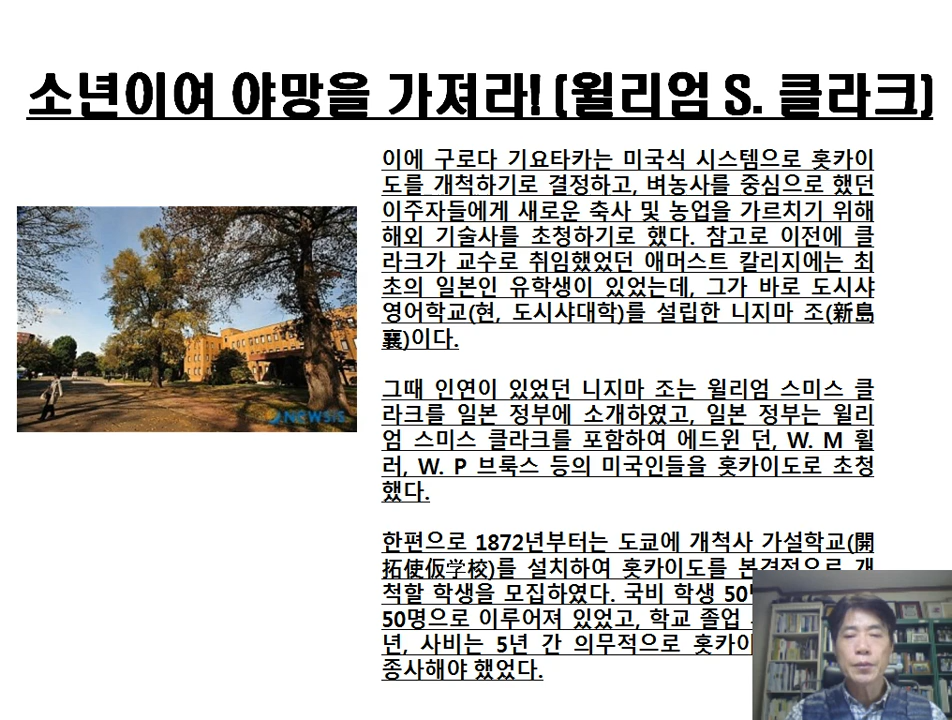 소년이여 야망을 가져라! (윌리엄 S. 클라크)
이에 구로다 기요타카는 미국식 시스템으로 홋카이
도를 개척하기로 결정하고, 벼농사를 중심으로 했던
이주자들에게 새로운 축사 및 농업을 가르치기 위해
해외 기술사를 초청하기로 했다. 참고로 이전에 클
라크가 교수로 취임했었던 애머스트 칼리지에는 최
초의 일본인 유학생이 있었는데, 그가 바로 도시샤
영어학교(현, 도시샤대학)를 설립한 니지마 조(新島
襄)이다.
그때 인연이 있었던 니지마 조는 윌리엄 스미스 클
라크를 일본 정부에 소개하였고, 일본 정부는 윌리
엄 스미스 클라크를 포함하여 에드윈 던, W. M 휠
러, W. P 브룩스 등의 미국인들을 홋카이도로 초청
했다.
한편으로 1872년부터는 도쿄에 개척사 가설학교(開
拓使仮学校)를 설치하여 홋카이도를 본격적으로 개
척할 학생을 모집하였다. 국비 학생 50
50명으로 이루어져 있었고, 학교 졸업
년, 사비는 5년 간 의무적으로 홋카이
종사해야 했었다.
NEWSIS